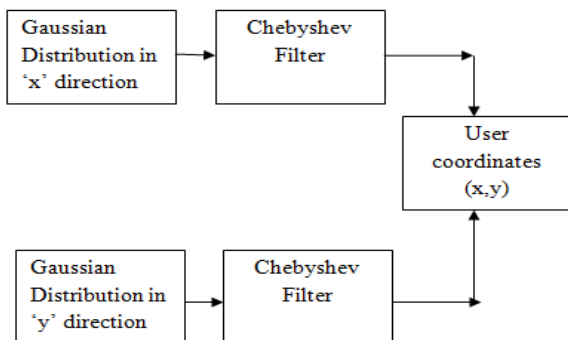 Gaussian
Distribution in
‘x’ direction
Chebyshev
Filter
User
coordinates
(x,y)
Gaussian
Distribution in
‘y’ direction
Chebyshev
Filter